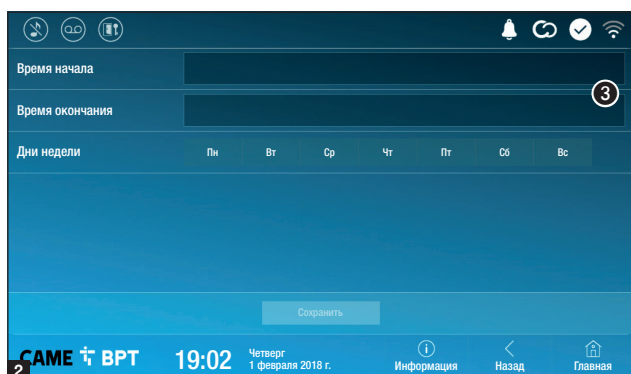 Время начала
3
Время окончания
Дни недели Пн Вт Ср Чт Пт Сб Вс
Сохранить
CAME BPT 19:02 Четверг
1 февраля 2018 г.
Информация Назад Главная
2